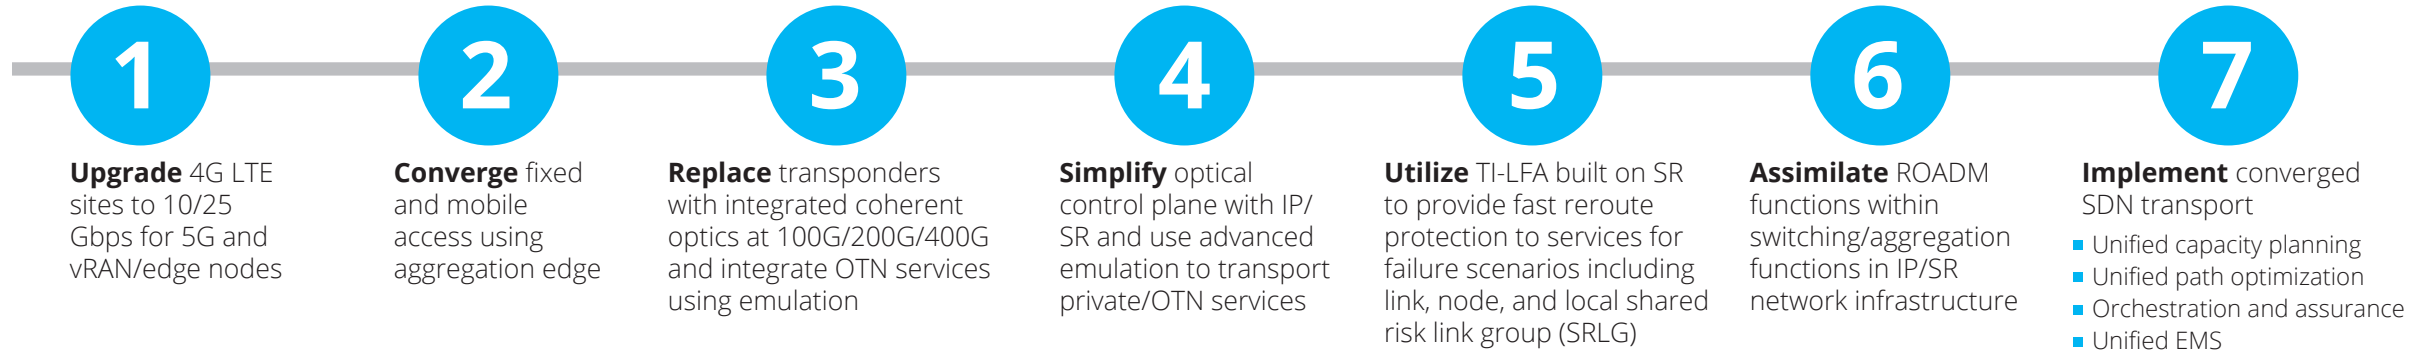 1
Upgrade 4G LTE
sites to 10/25
Gbps for 5G and
vRAN/edge nodes
2
Converge fixed
and mobile
access using
aggregation edge
3
Replace transponders
with integrated coherent
optics at 100G/200G/400G
and integrate OTN services
using emulation
4
Simplify optical
control plane with IP/
SR and use advanced
emulation to transport
private/OTN services
5
Utilize TI-LFA built on SR
to provide fast reroute
protection to services for
failure scenarios including
link, node, and local shared
risk link group (SRLG)
6
Assimilate ROADM
functions within
switching/aggregation
functions in IP/SR
network infrastructure
7
Implement converged
SDN transport
Unified capacity planning
Unified path optimization
Orchestration and assurance
Unified EMS